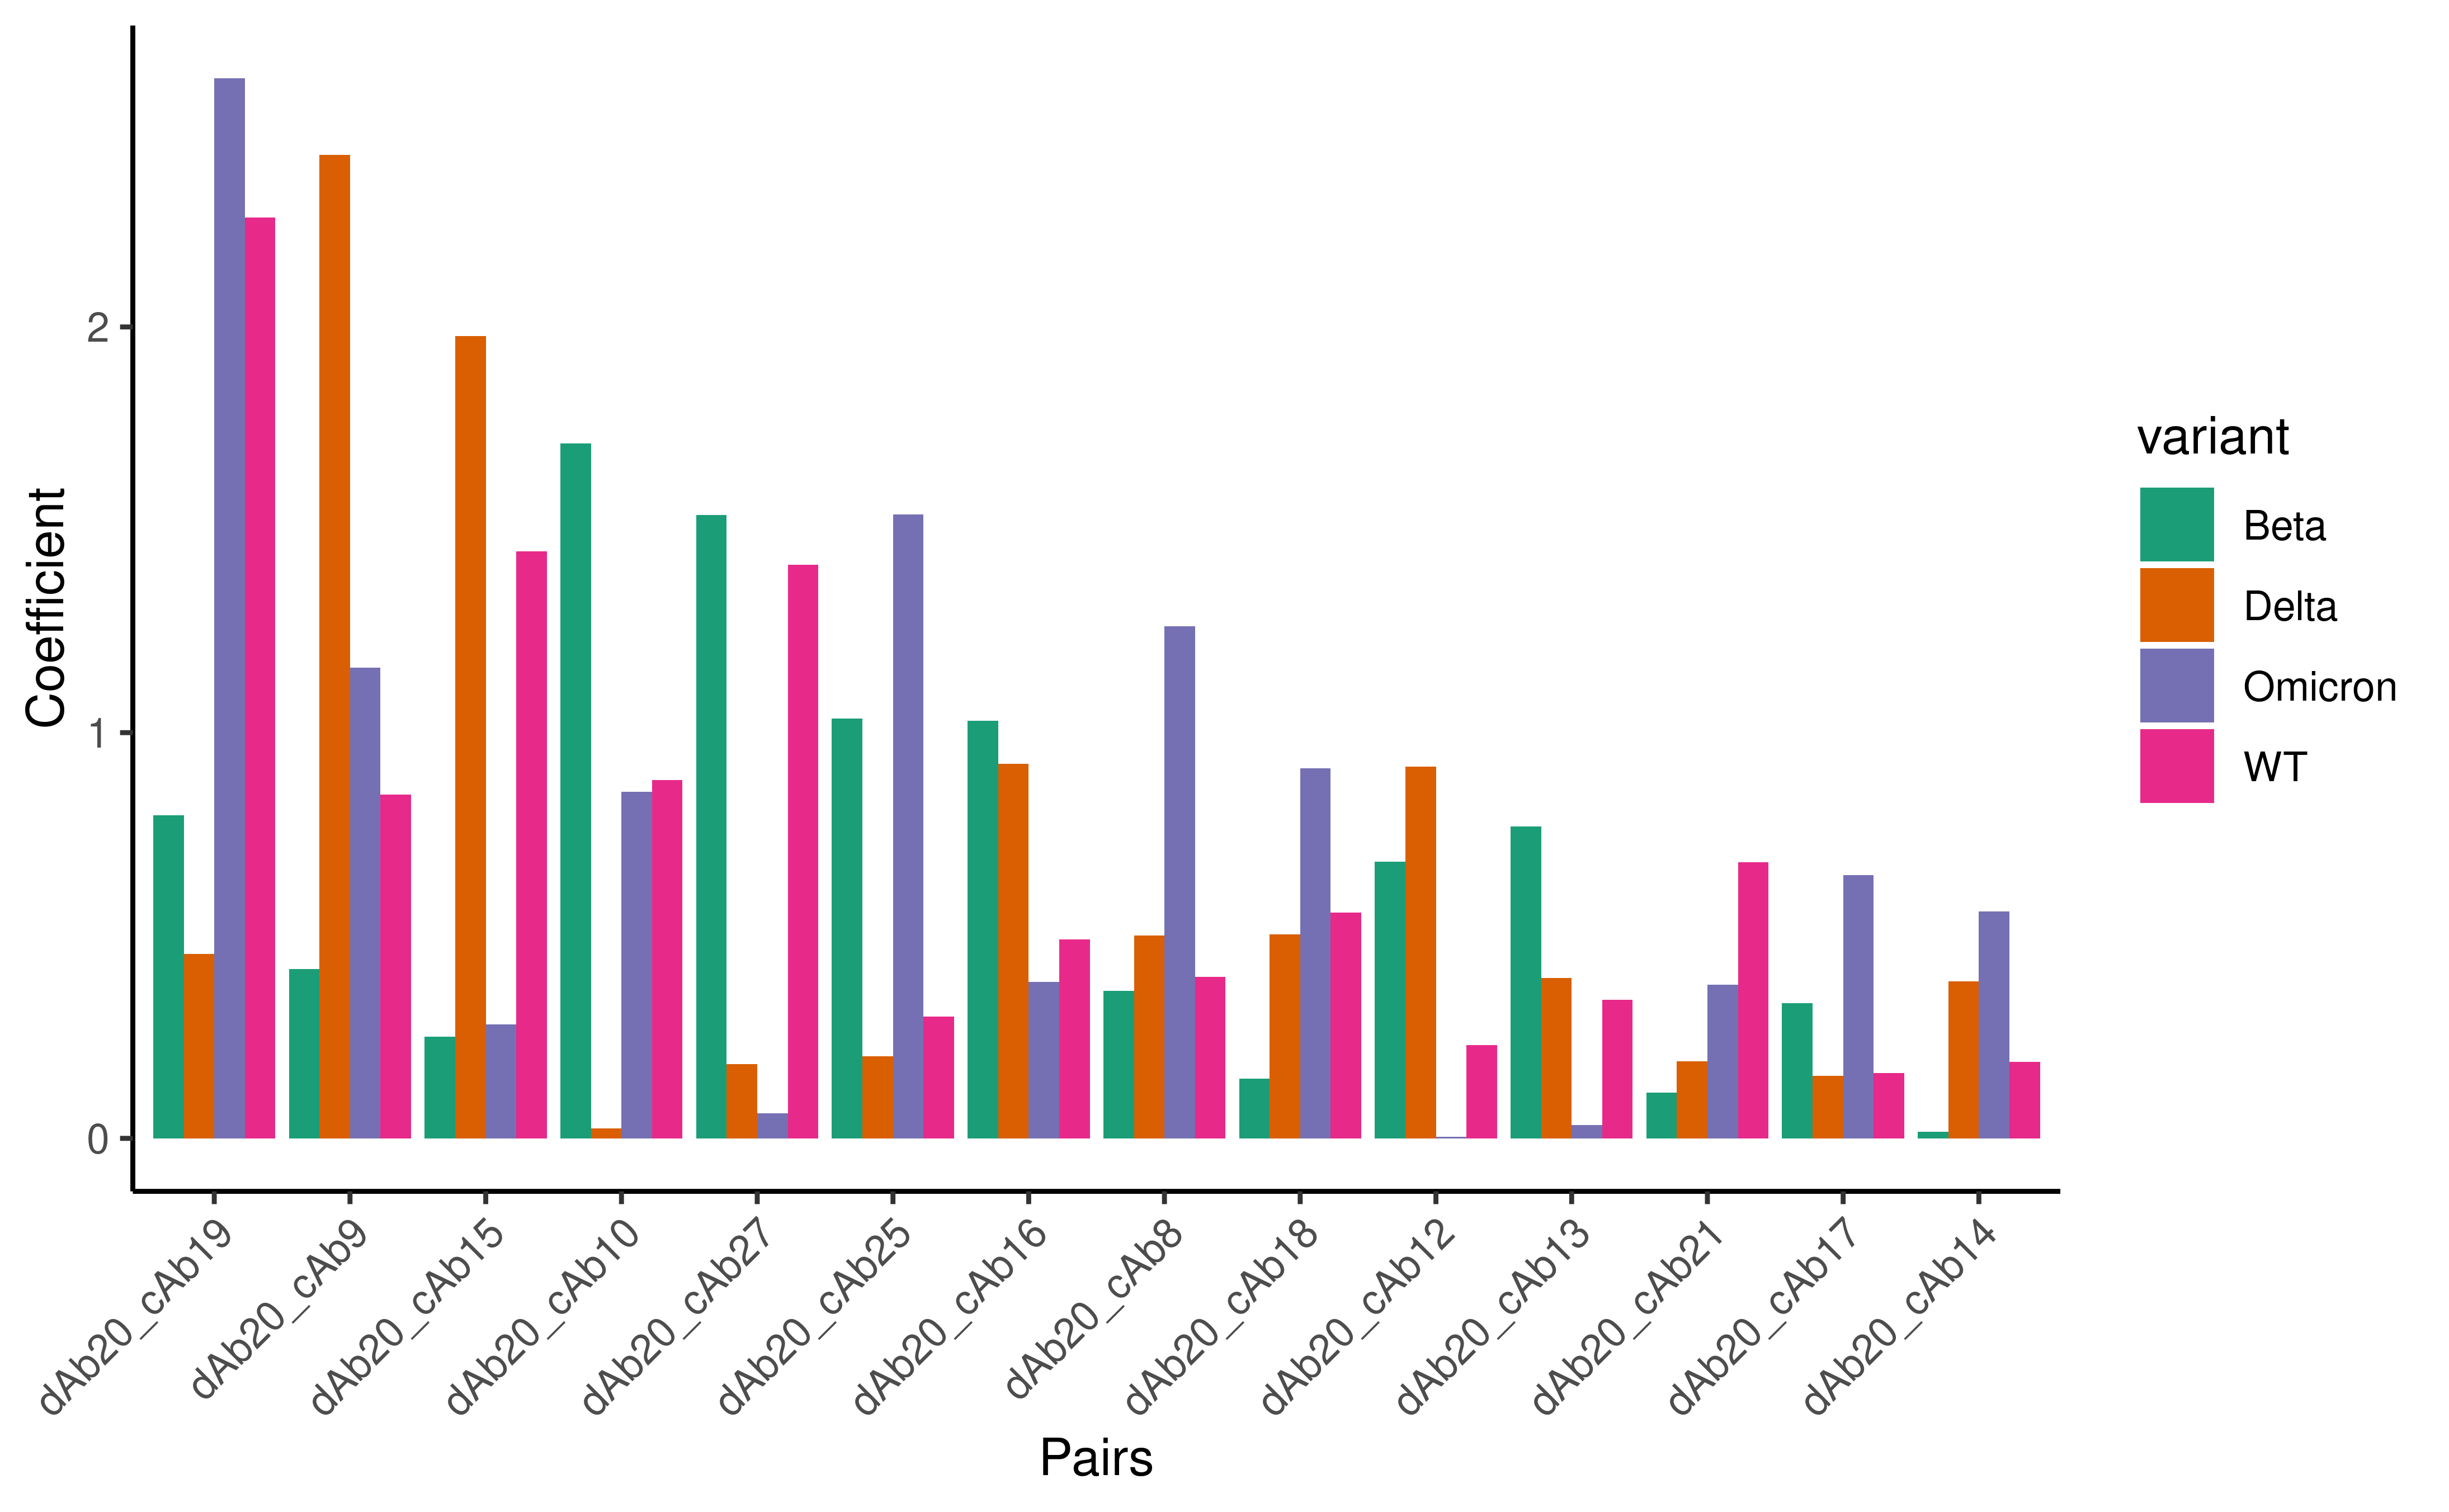 Coefficient
2
1
0
dAb20_cAb19
dAb20_cAb9
dAb20_cAb15
dAb20_cAb10
dAb20_cAb27
dAb20_cAb25
dAb20_cAb16
dAb20_cAb8
dAb20_cAb18
dAb20_cAb12
dAb20_cAb13
dAb20_cAb21
dAb20_cAb17
dAb20_cAb14
Pairs
variant
Beta
Delta
Omicron
WT